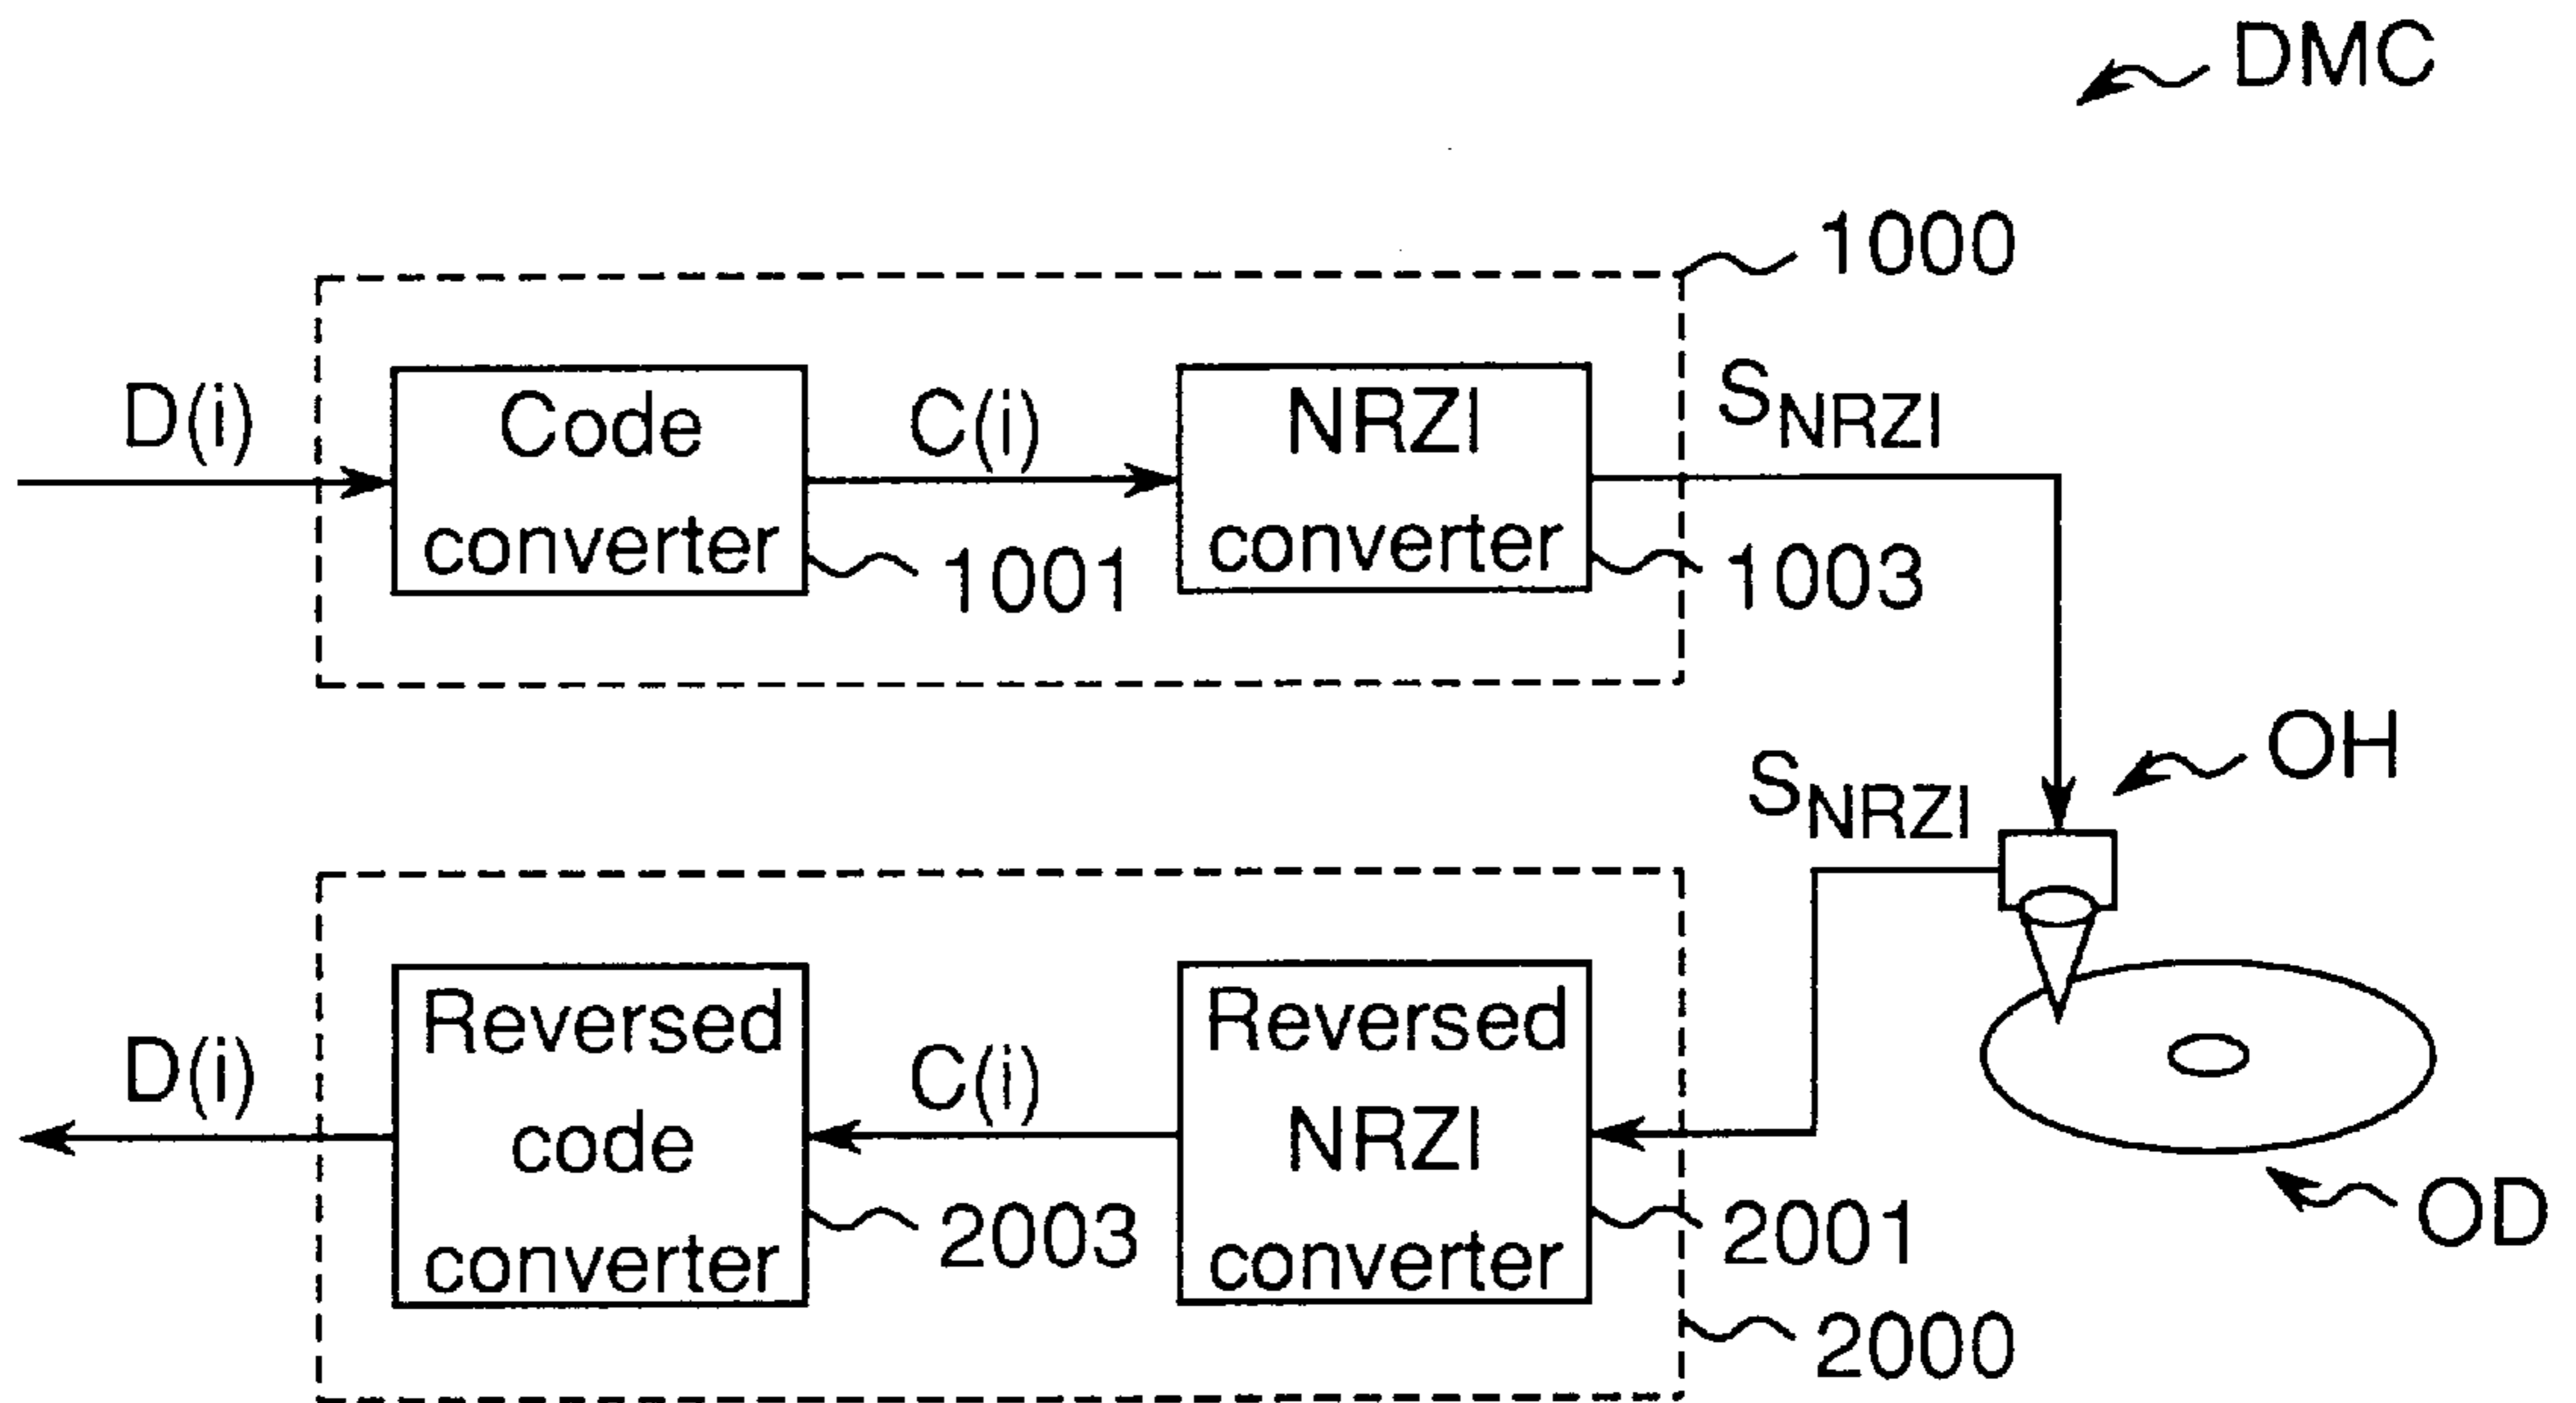 DMC
1000
D(i)
Code
converter
1001
C(i)
NRZI
converter
1003
SNRZI
OH
SNRZI
OD
D(i)
Reversed
code
converter
2003
C(i)
Reversed
NRZI
converter
2001
2000